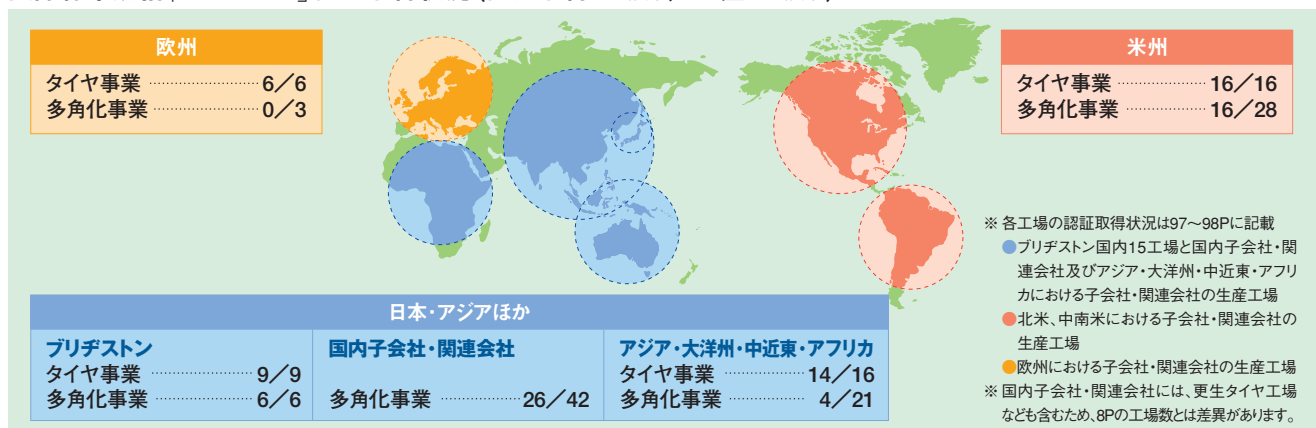 欧州
タイヤ事業 ………………… 6／6
多角化事業 ………………… 0／3
米州
タイヤ事業 ………………… 16／16
多角化事業 ………………… 16／28
日本・アジアほか
ブリヂストン
タイヤ事業 ………………… 9／9
多角化事業 ………………… 6／6
国内子会社・関連会社
多角化事業 ……………… 26／42
アジア・大洋州・中近東・アフリカ
タイヤ事業 ……………… 14／16
多角化事業 ……………… 4／21
※ 各工場の認証取得状況は97～98Pに記載
●ブリヂストン国内15工場と国内子会社・関
連会社及びアジア・大洋州・中近東・アフリ
カにおける子会社・関連会社の生産工場
●北米、中南米における子会社・関連会社の
生産工場
●欧州における子会社・関連会社の生産工場
※ 国内子会社・関連会社には、更生タイヤ工場
なども含むため、8Pの工場数とは差異があります。